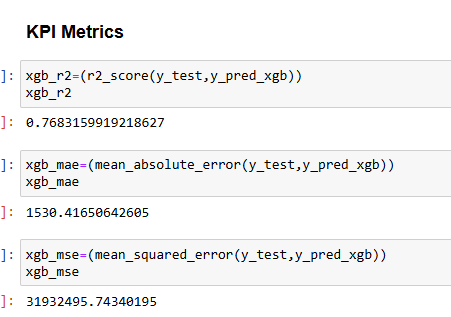 KPI Metrics
]: xgb_r2=(r2_score(y_test,y_pred_xgb))
xgb_r2
]: 0.7683159919218627
]: xgb_mae=(mean_absolute_error(y_test,y_pred_xgb))
xgb_mae
]: 1530.41650642605
]: xgb_mse=(mean_squared_error(y_test,y_pred_xgb))
xgb_mse
]: 31932495.74340195